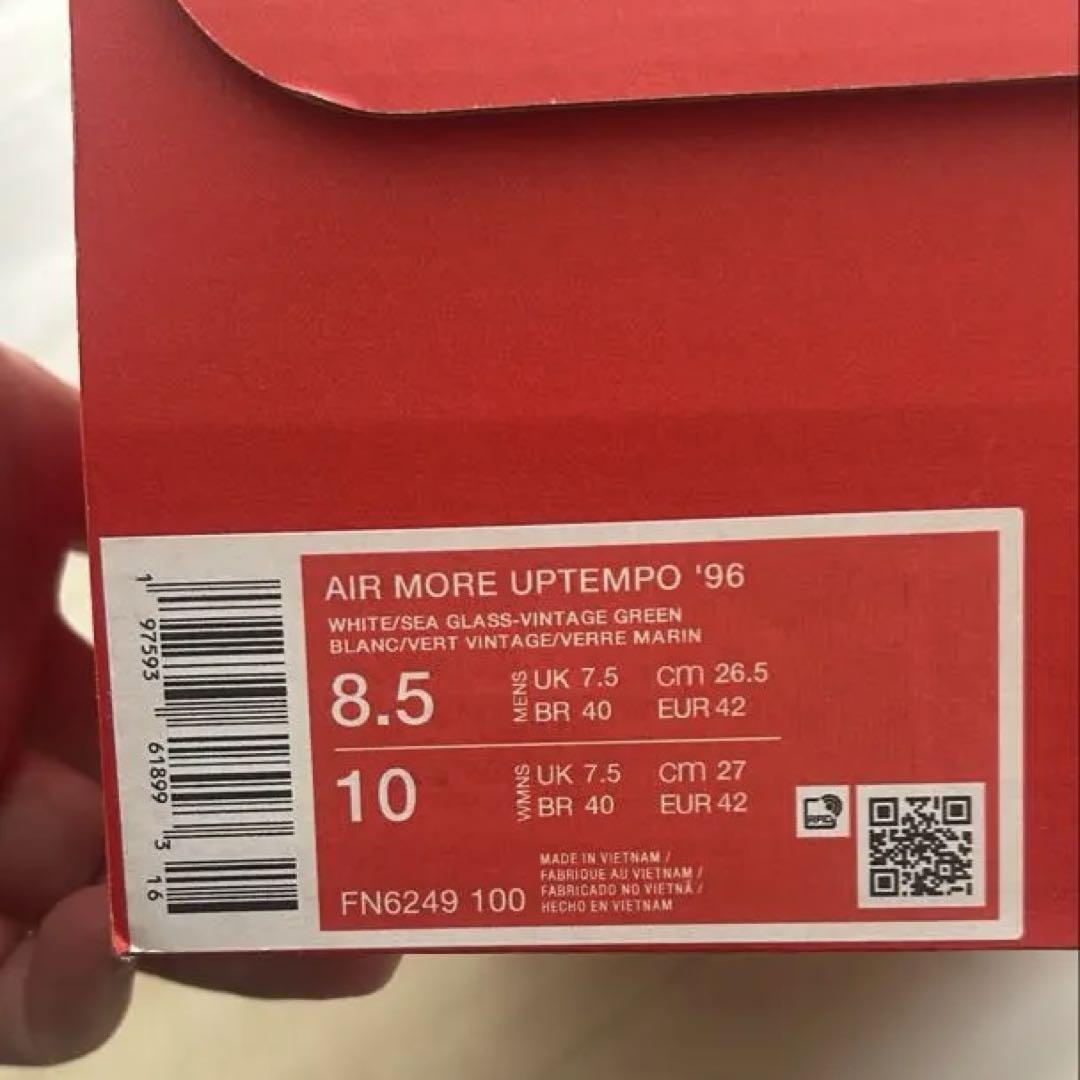 AIR MORE UPTEMPO '96
WHITE/SEA GLASS-VINTAGE GREEN
BLANC/VERT VINTAGE/VERRE MARIN
8.5 MENS UK 7.5 cm 26.5
BR 40 EUR 42
10 WMNS UK 7.5 cm 27
BR 40 EUR 42
RFID
MADE IN VIETNAM /
FABRIQUE AU VIETNAM /
FABRICADO NO VIETNÃ /
HECHO EN VIETNAM
FN6249 100
1 97593 61899 3 16